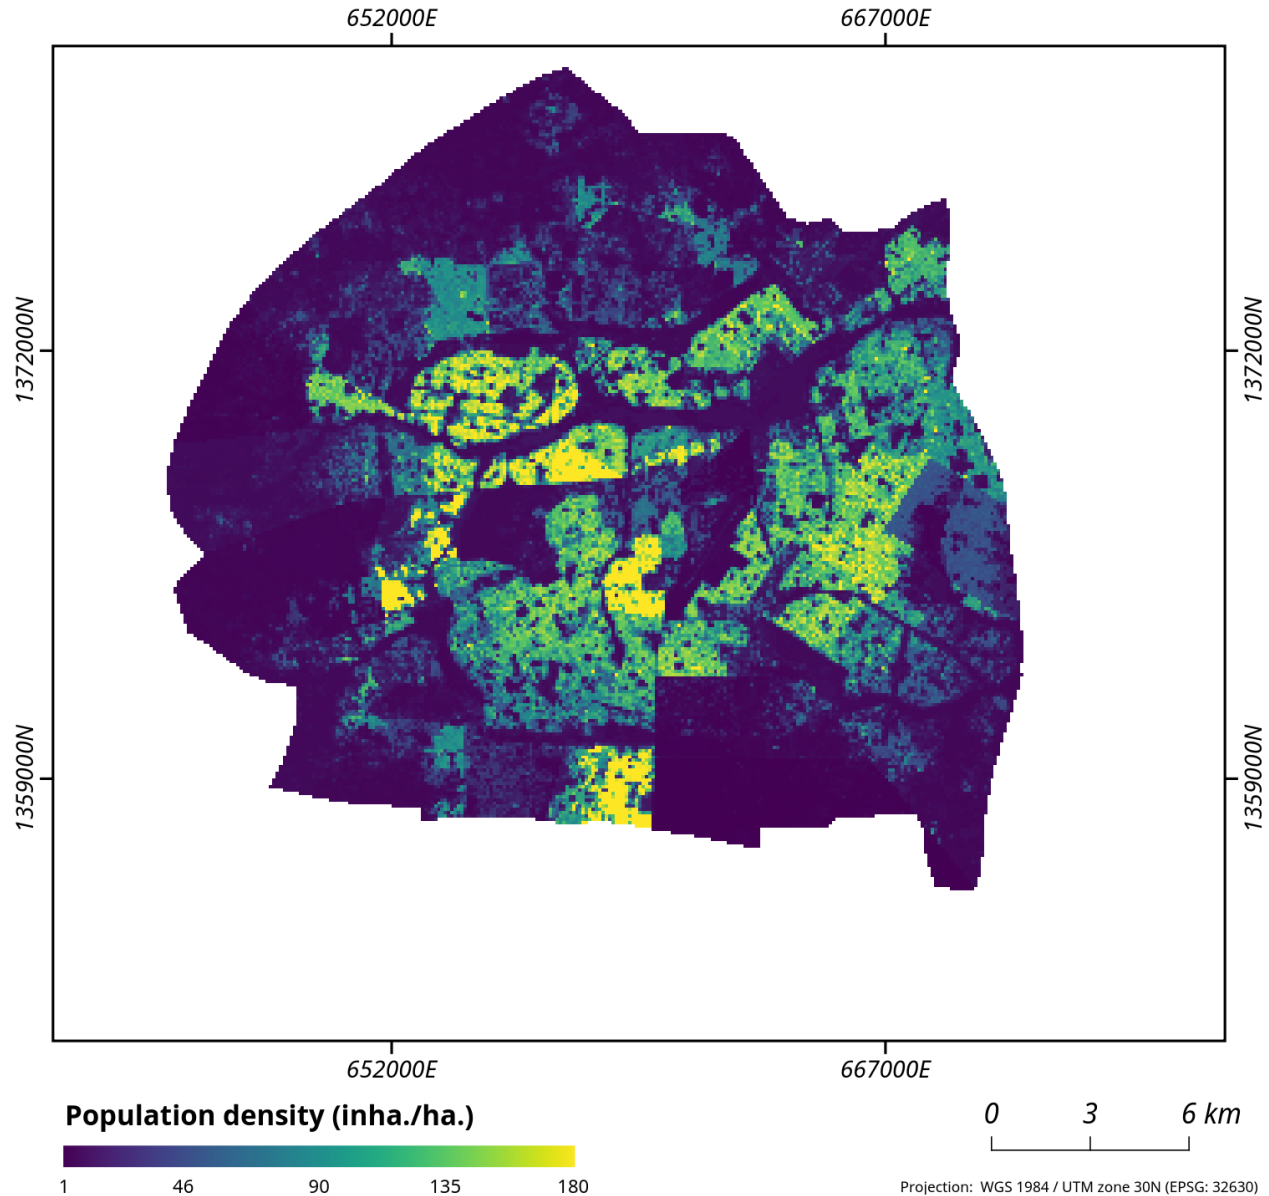 652000E 667000E
1372000N 1372000N
1359000N 1359000N
652000E 667000E
Population density (inha./ha.)
1 46 90 135 180
0 3 6 km
Projection: WGS 1984 / UTM zone 30N (EPSG: 32630)